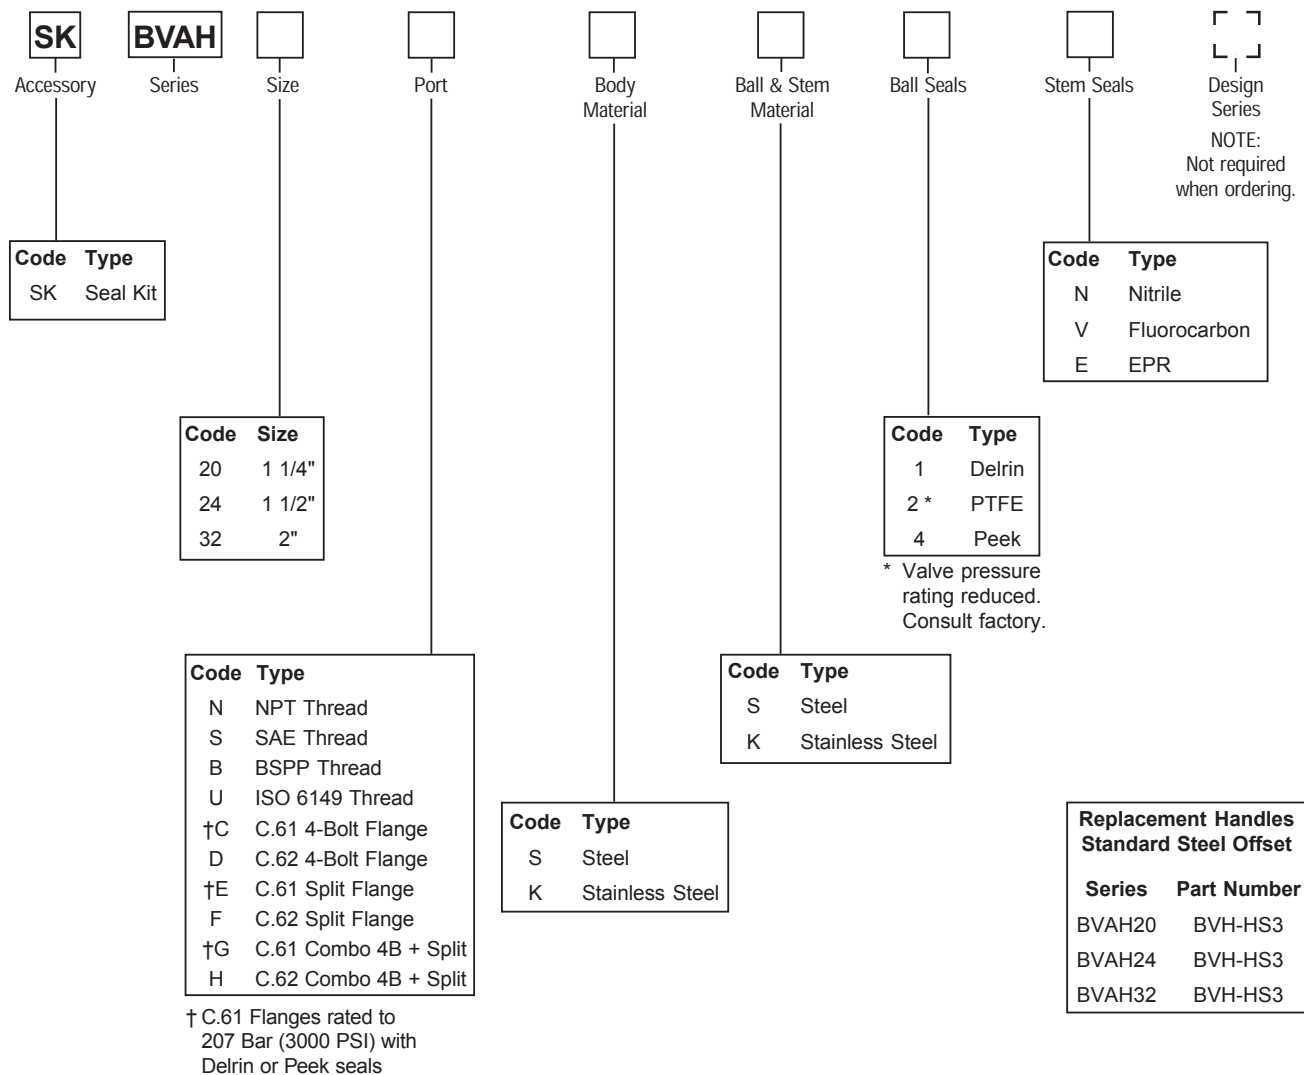 SK BVAH
Accessory Series Size Port Body Material Ball & Stem Material Ball Seals Stem Seals Design Series
NOTE:
Not required
when ordering.
Code Type
SK Seal Kit
Code Type
N Nitrile
V Fluorocarbon
E EPR
Code Size
20 1 1/4"
24 1 1/2"
32 2"
Code Type
1 Delrin
2 * PTFE
4 Peek
* Valve pressure
rating reduced.
Consult factory.
Code Type
N NPT Thread
S SAE Thread
B BSPP Thread
U ISO 6149 Thread
†C C.61 4-Bolt Flange
D C.62 4-Bolt Flange
†E C.61 Split Flange
F C.62 Split Flange
†G C.61 Combo 4B + Split
H C.62 Combo 4B + Split
† C.61 Flanges rated to
207 Bar (3000 PSI) with
Delrin or Peek seals
Code Type
S Steel
K Stainless Steel
Code Type
S Steel
K Stainless Steel
Replacement Handles
Standard Steel Offset
Series Part Number
BVAH20 BVH-HS3
BVAH24 BVH-HS3
BVAH32 BVH-HS3